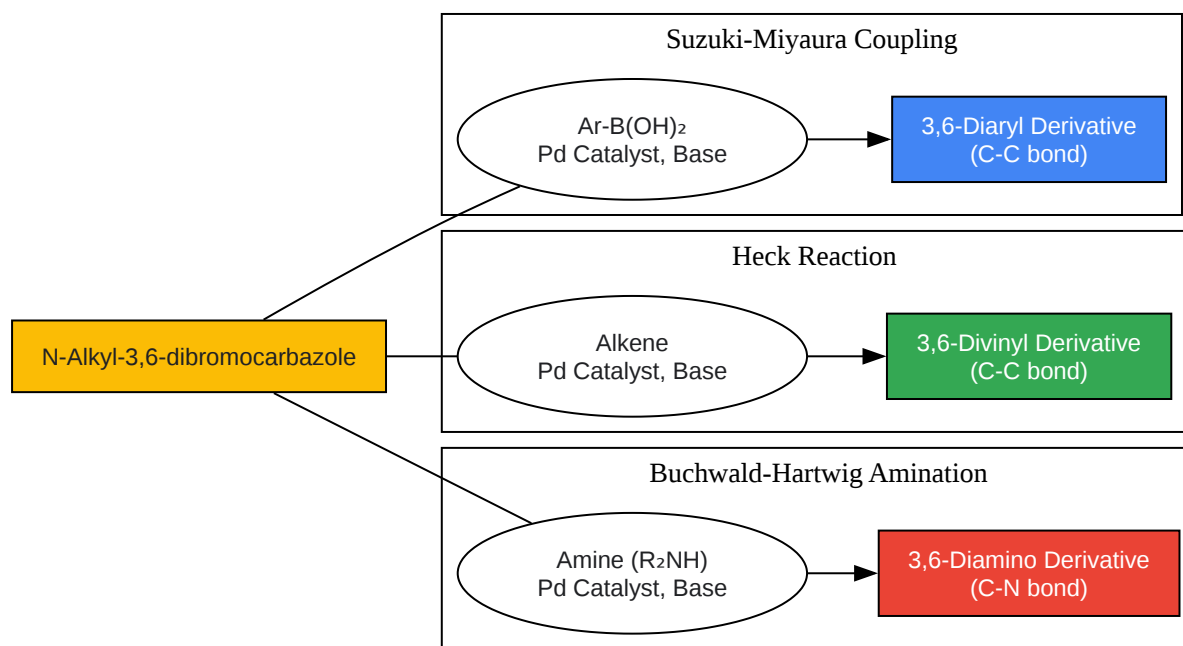 Suzuki-Miyaura Coupling
Ar-B(OH)₂
Pd Catalyst, Base
3,6-Diaryl Derivative
(C-C bond)
Heck Reaction
N-Alkyl-3,6-dibromocarbazole
Alkene
Pd Catalyst, Base
3,6-Divinyl Derivative
(C-C bond)
Buchwald-Hartwig Amination
Amine (R₂NH)
Pd Catalyst, Base
3,6-Diamino Derivative
(C-N bond)